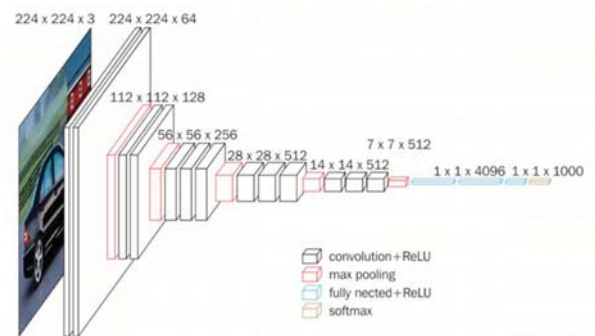 224 x 224 x 3
224 x 224 x 64
112 x 112 x 128
56 x 56 x 256
28 x 28 x 512
14 x 14 x 512
7 x 7 x 512
1 x 1 x 4096
1 x 1 x 1000
convolution+ReLU
max pooling
fully nected+ReLU
softmax